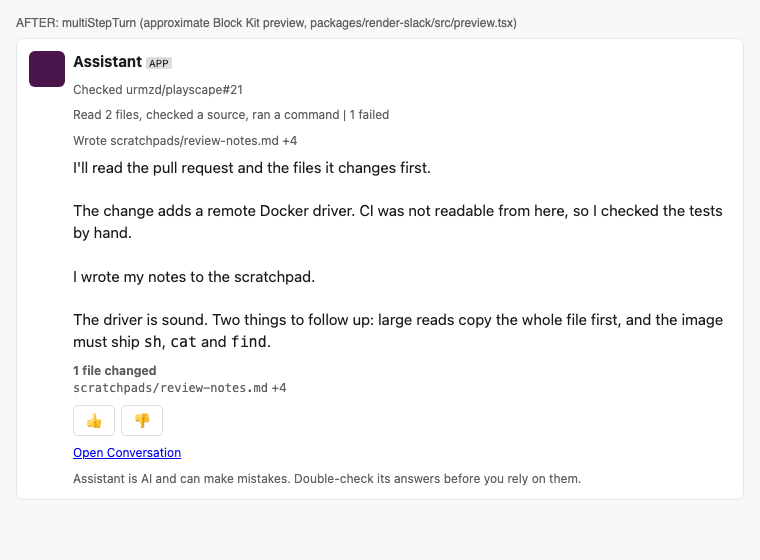 AFTER: multiStepTurn (approximate Block Kit preview, packages/render-slack/src/preview.tsx)
Assistant APP
Checked urmzd/playscape#21
Read 2 files, checked a source, ran a command | 1 failed
Wrote scratchpads/review-notes.md +4
I'll read the pull request and the files it changes first.
The change adds a remote Docker driver. CI was not readable from here, so I checked the tests
by hand.
I wrote my notes to the scratchpad.
The driver is sound. Two things to follow up: large reads copy the whole file first, and the image
must ship sh, cat and find.
1 file changed
scratchpads/review-notes.md +4
Open Conversation
Assistant is AI and can make mistakes. Double-check its answers before you rely on them.